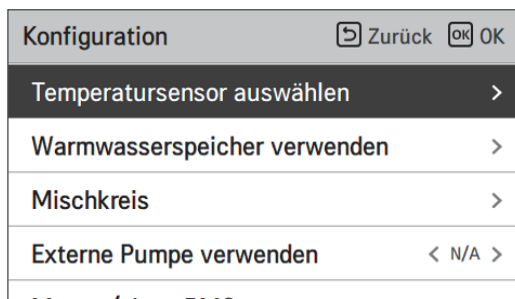 Konfiguration Zurück OK OK
Temperatursensor auswählen >
Warmwasserspeicher verwenden >
Mischkreis >
Externe Pumpe verwenden < N/A >